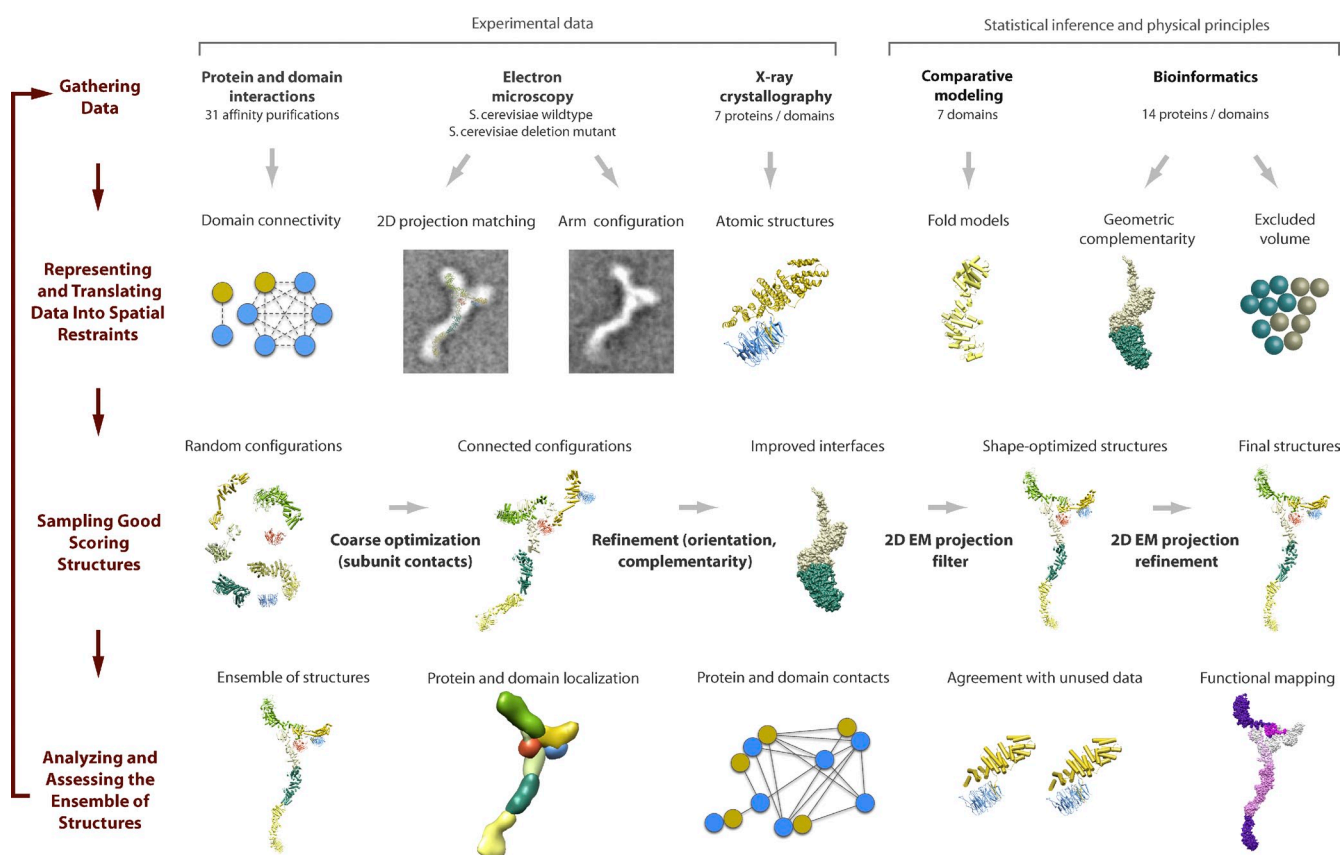 Experimental data
Statistical inference and physical principles
Gathering
Data
Protein and domain
interactions
31 affinity purifications
Electron
microscopy
S. cerevisiae wildtype
S. cerevisiae deletion mutant
X-ray
crystallography
7 proteins / domains
Comparative
modeling
7 domains
Bioinformatics
14 proteins / domains
Representing
and Translating
Data Into Spatial
Restraints
Domain connectivity
2D projection matching
Arm configuration
Atomic structures
Fold models
Geometric
complementarity
Excluded
volume
Sampling Good
Scoring
Structures
Random configurations
Connected configurations
Improved interfaces
Shape-optimized structures
Final structures
Coarse optimization
(subunit contacts)
Refinement (orientation,
complementarity)
2D EM projection
filter
2D EM projection
refinement
Analyzing and
Assessing the
Ensemble of
Structures
Ensemble of structures
Protein and domain localization
Protein and domain contacts
Agreement with unused data
Functional mapping